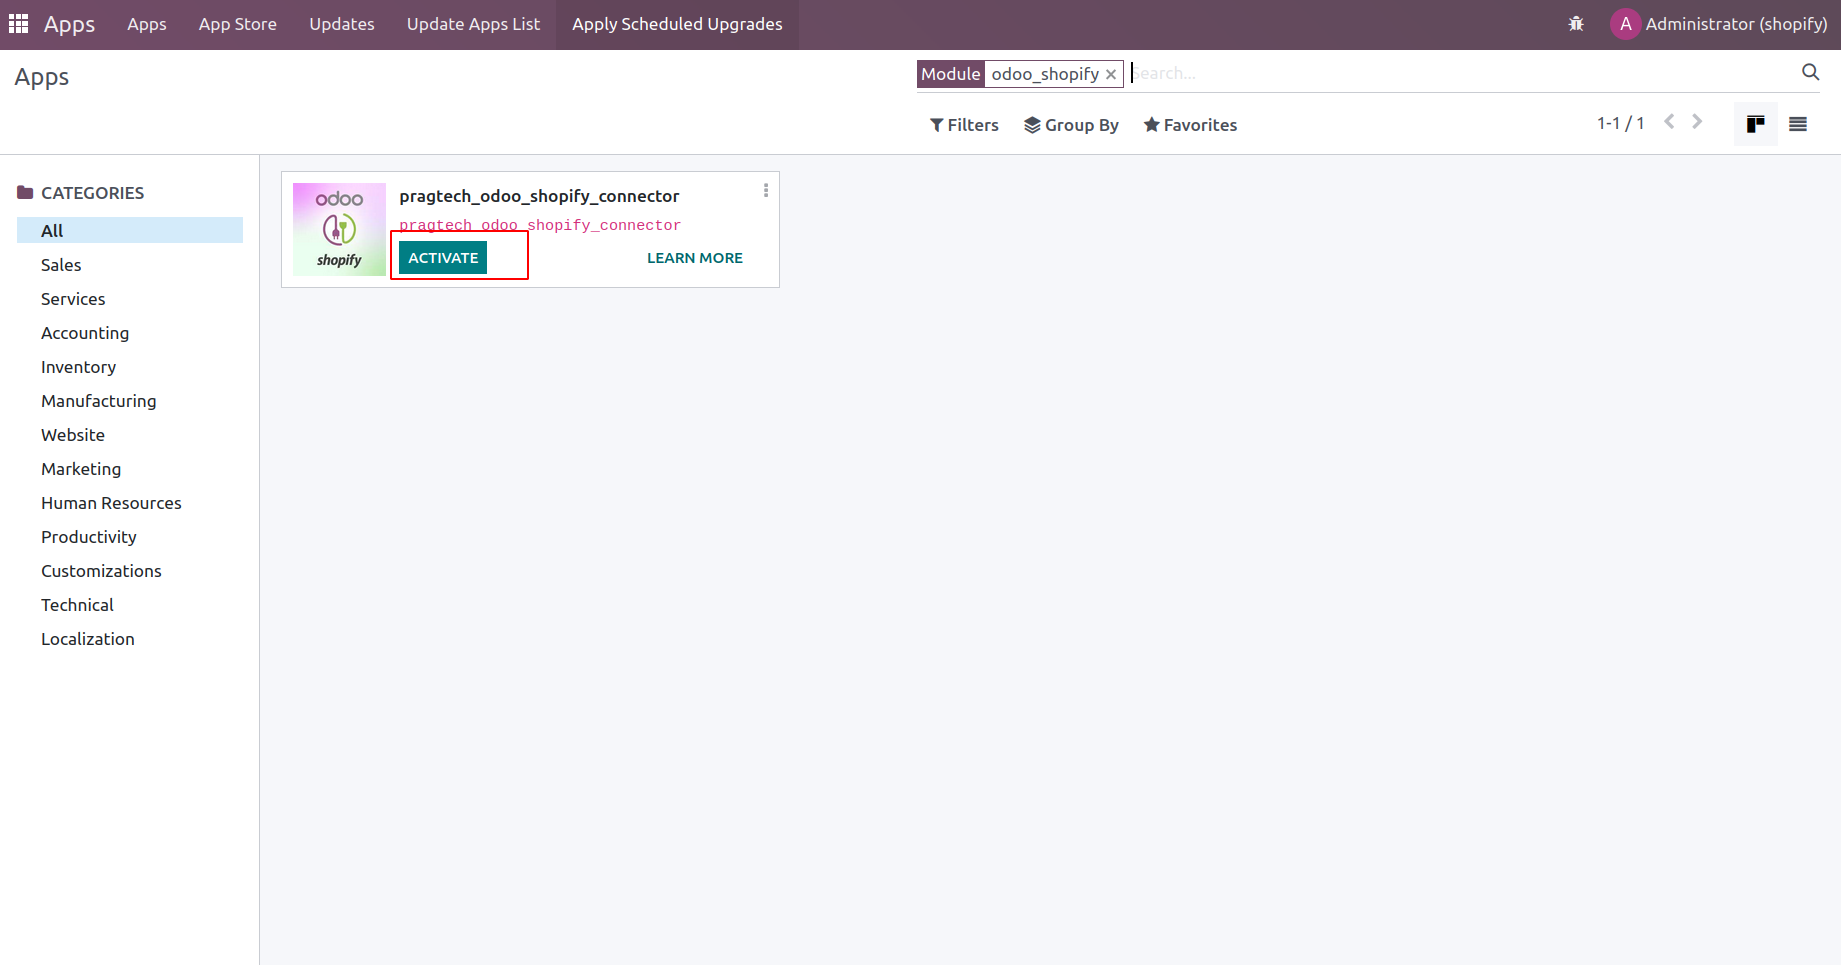 Apps Apps App Store Updates Update Apps List Apply Scheduled Upgrades A Administrator (shopify)
Apps
Module odoo_shopify × Search...
Filters Group By Favorites 1-1 / 1
CATEGORIES
All
Sales
Services
Accounting
Inventory
Manufacturing
Website
Marketing
Human Resources
Productivity
Customizations
Technical
Localization
odoo
shopify
pragtech_odoo_shopify_connector
pragtech_odoo_shopify_connector
ACTIVATE LEARN MORE